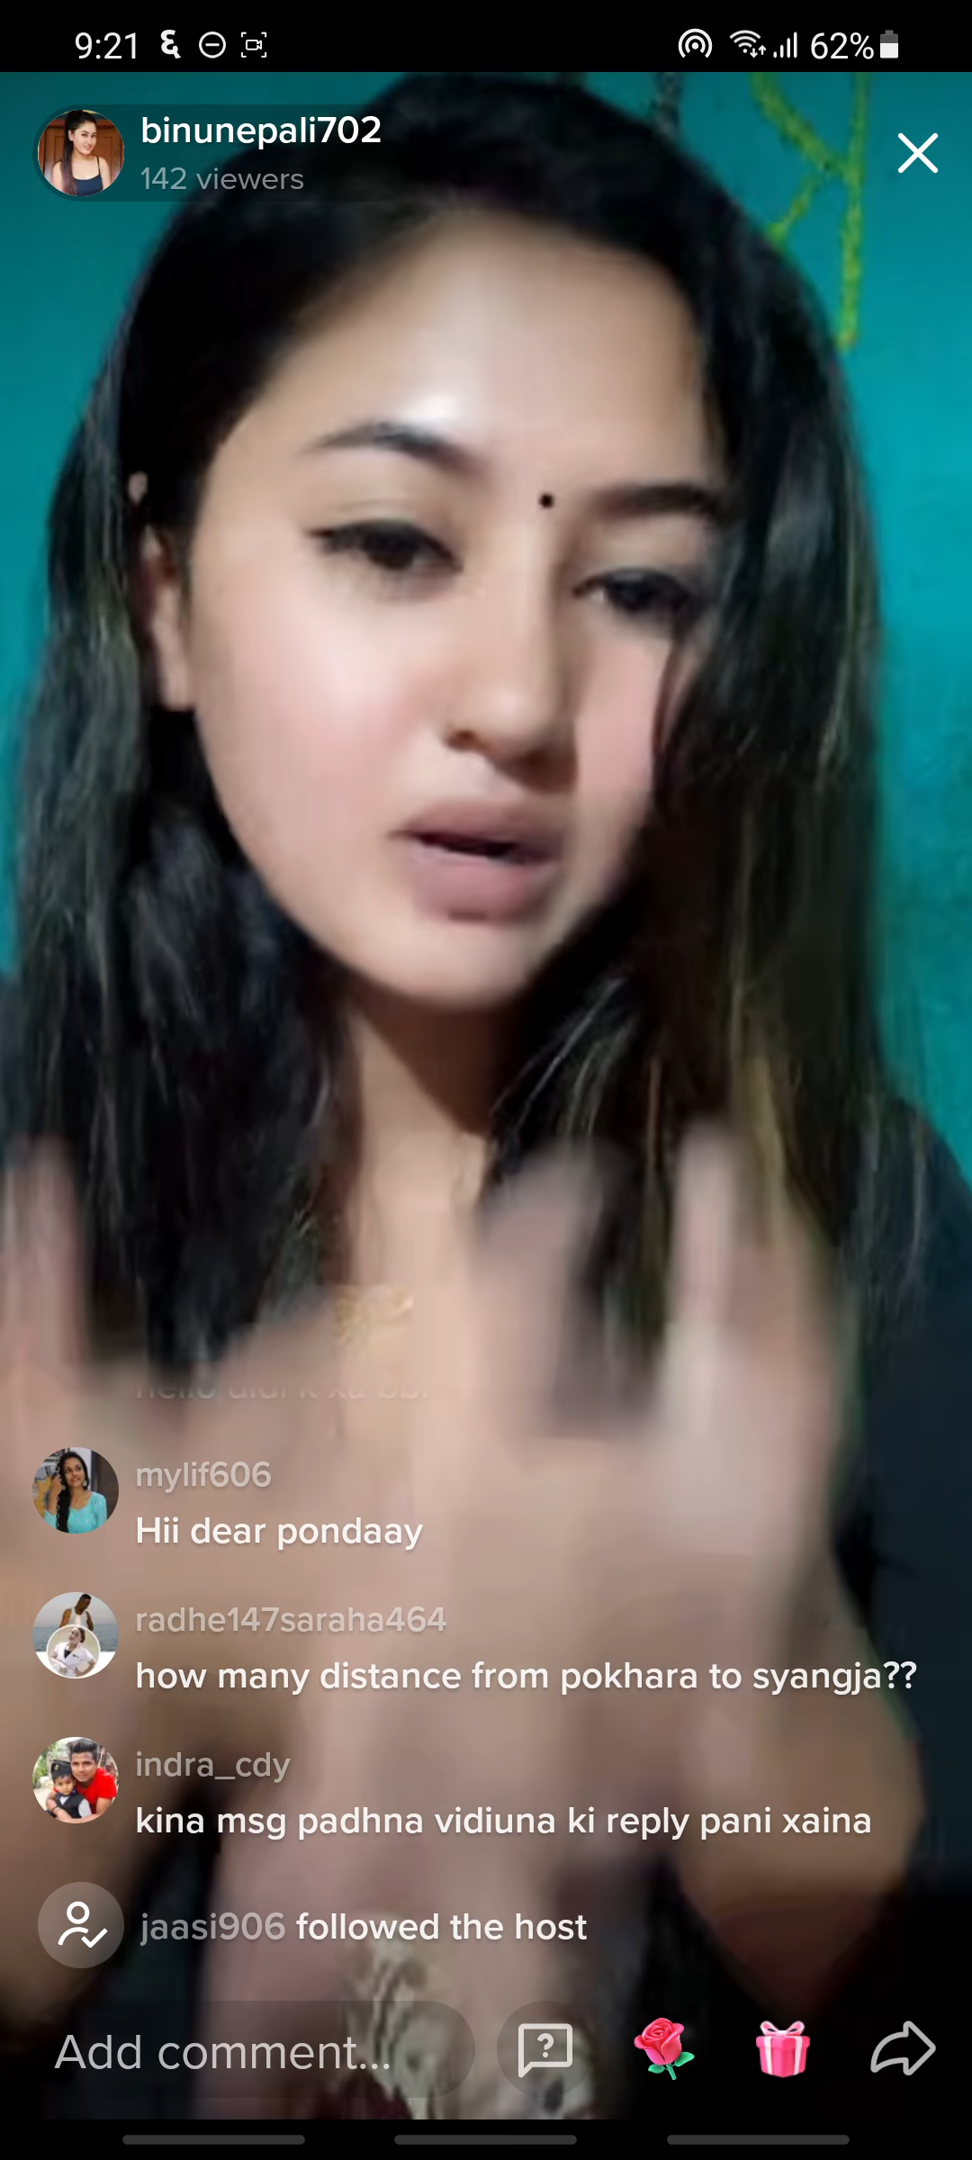 9:21
62%
binunepali702
142 viewers
mylif606
Hii dear pondaay
radhe147saraha464
how many distance from pokhara to syangja??
indra_cdy
kina msg padhna vidiuna ki reply pani xaina
jaasi906 followed the host
Add comment...